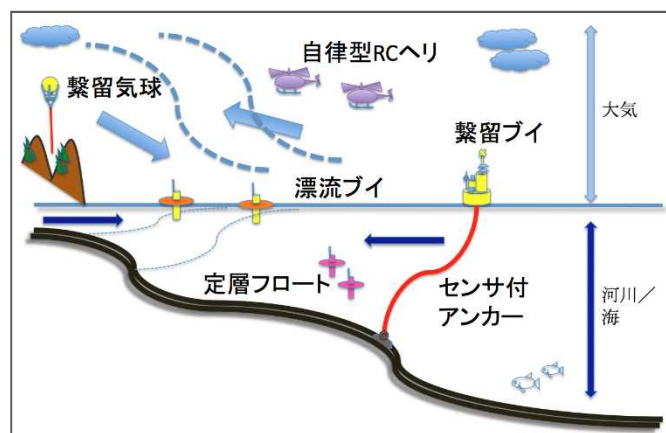 自律型RCヘリ
繋留気球
大気
繋留ブイ
漂流ブイ
定層フロート
センサ付
アンカー
河川／
海